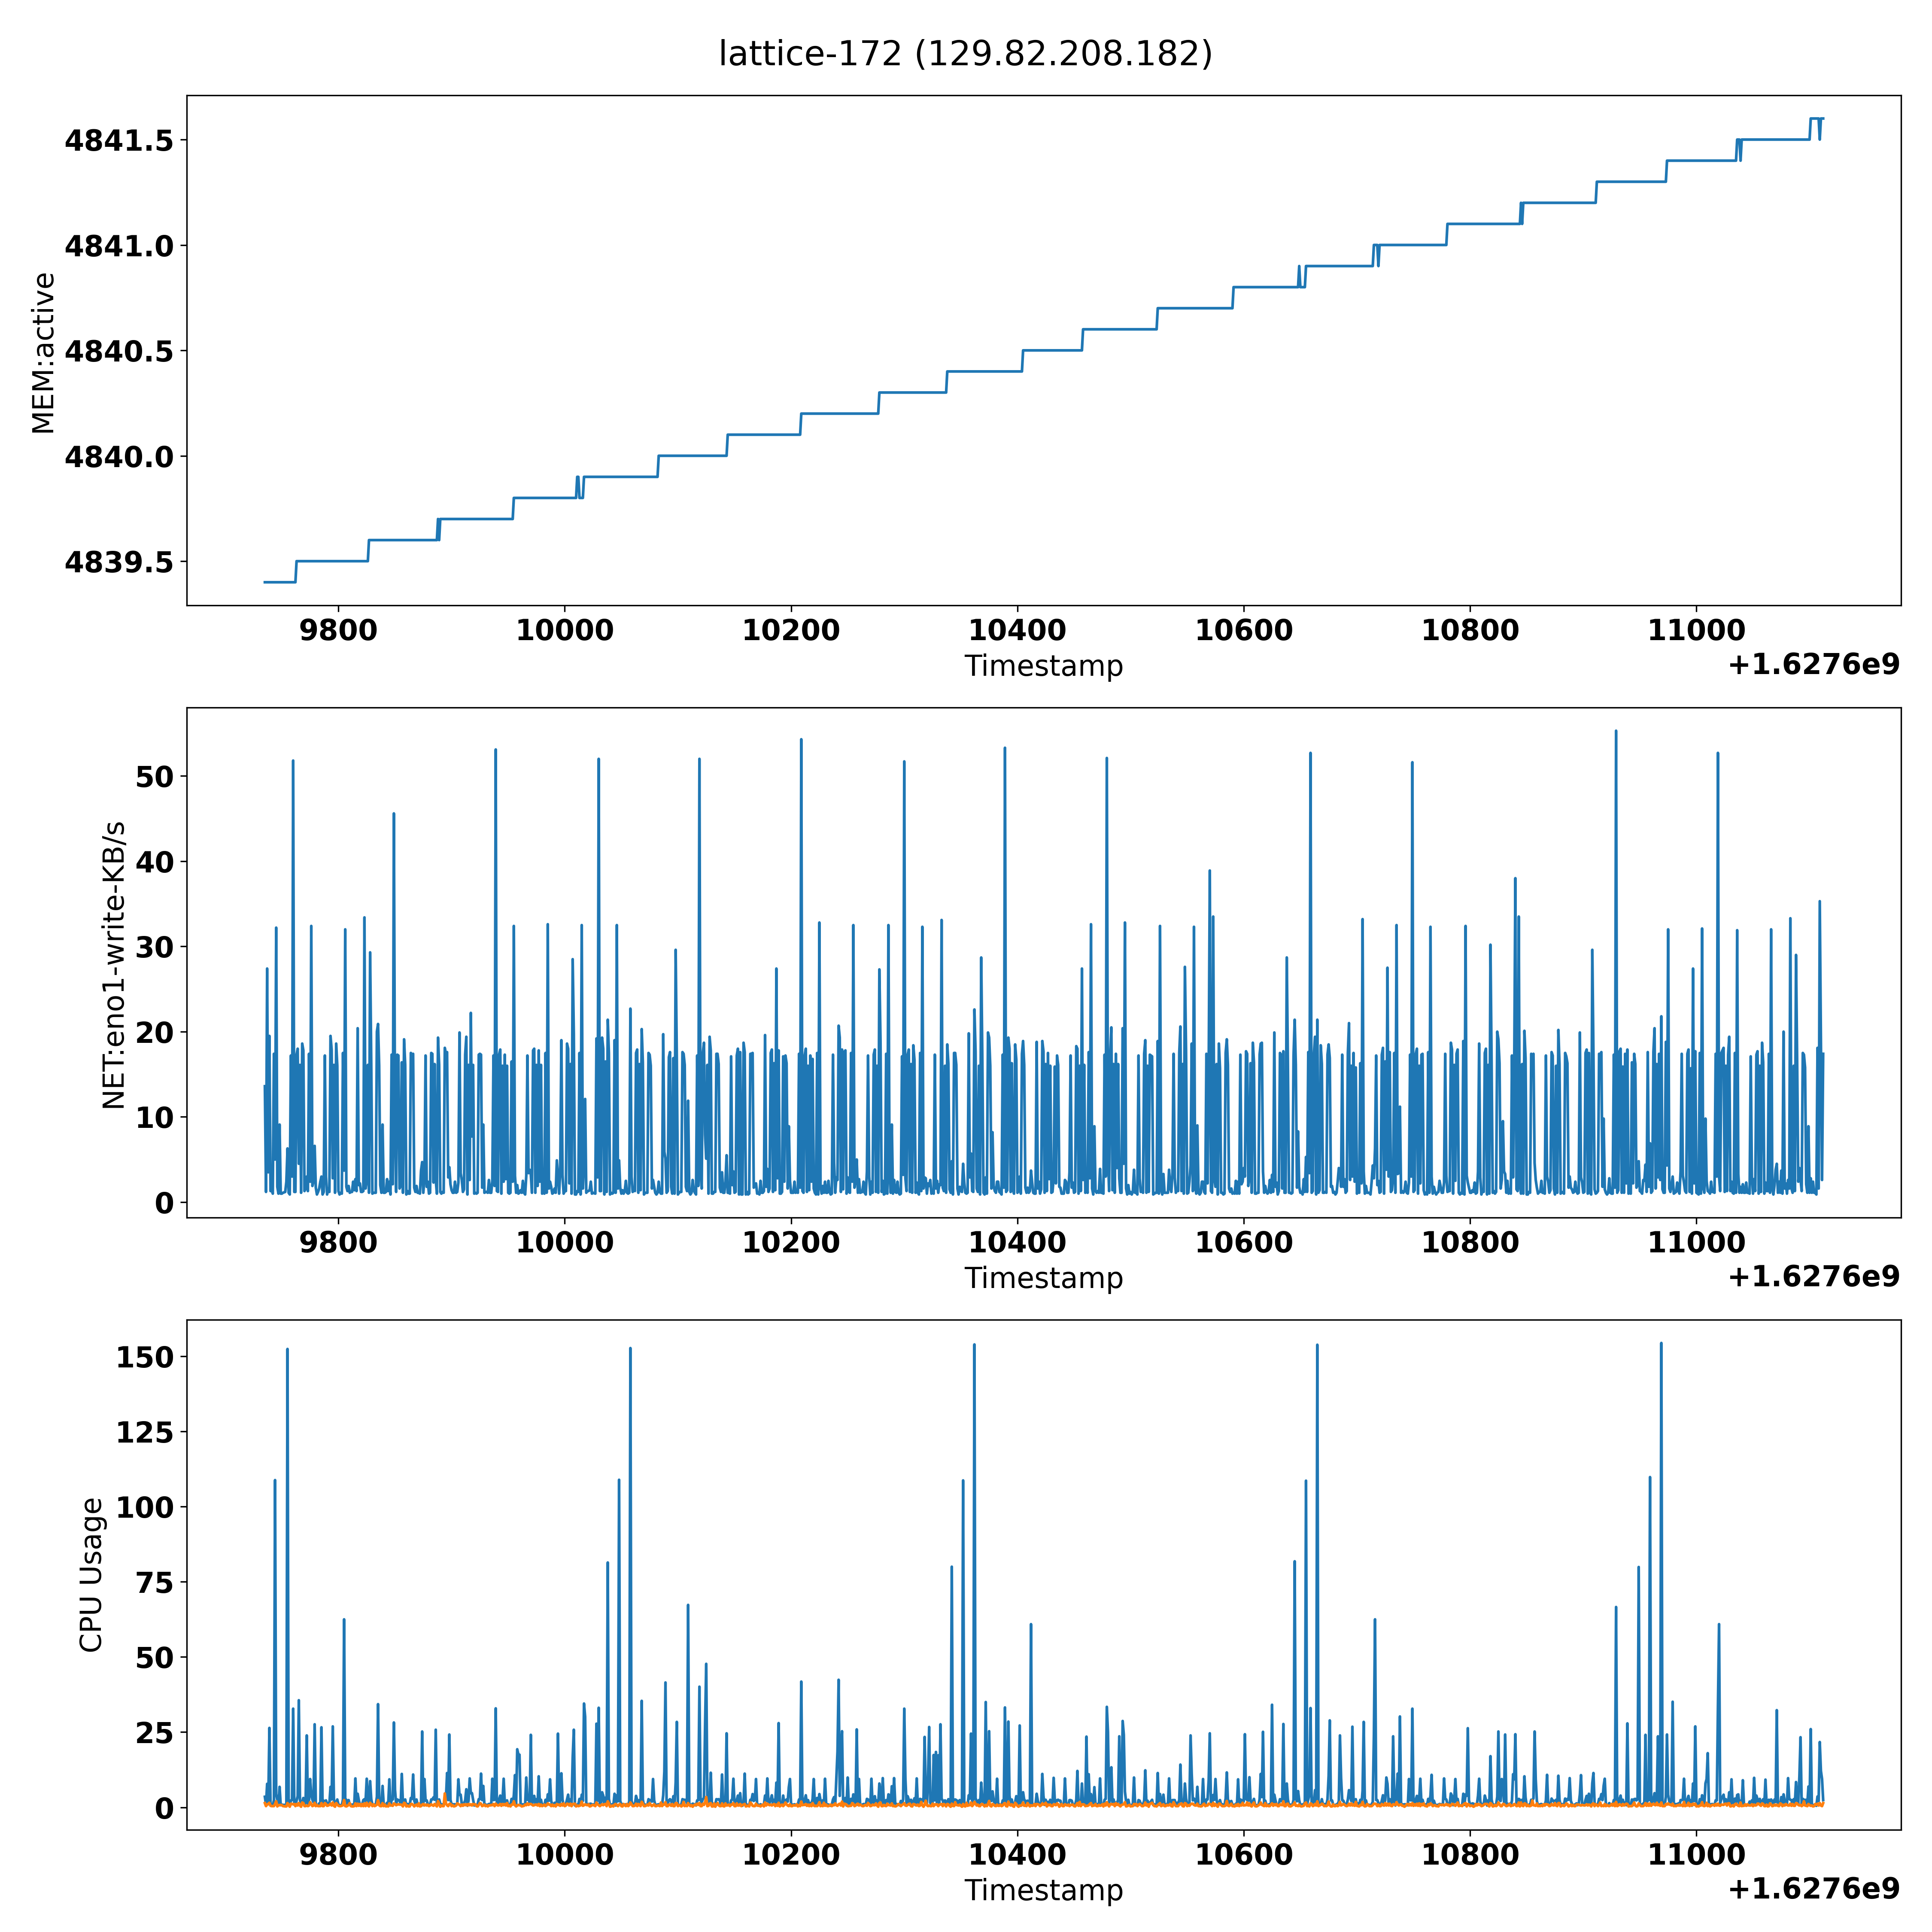 lattice-172 (129.82.208.182)
MEM:active
4841.5
4841.0
4840.5
4840.0
4839.5
9800 10000 10200 10400 10600 10800 11000
Timestamp
+1.6276e9
NET:eno1-write-KB/s
50
40
30
20
10
0
9800 10000 10200 10400 10600 10800 11000
Timestamp
+1.6276e9
CPU Usage
150
125
100
75
50
25
0
9800 10000 10200 10400 10600 10800 11000
Timestamp
+1.6276e9